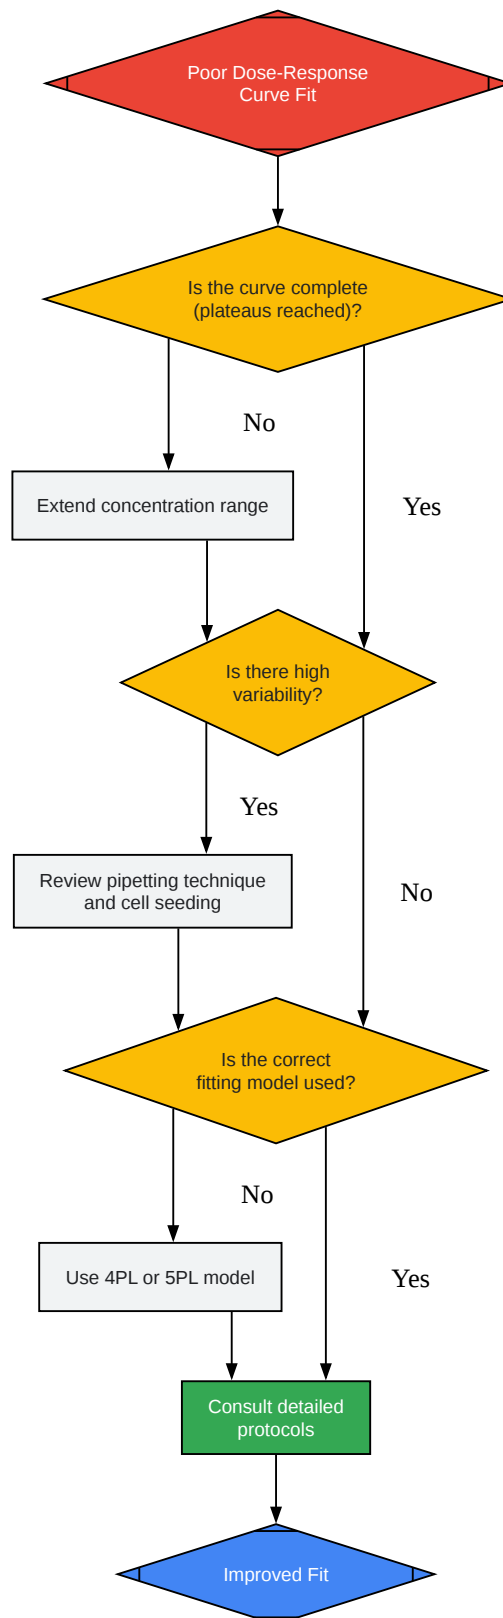 Poor Dose-Response
Curve Fit
Is the curve complete
(plateaus reached)?
No
Extend concentration range
Yes
Is there high
variability?
Yes
Review pipetting technique
and cell seeding
No
Is the correct
fitting model used?
No
Use 4PL or 5PL model
Yes
Consult detailed
protocols
Improved Fit